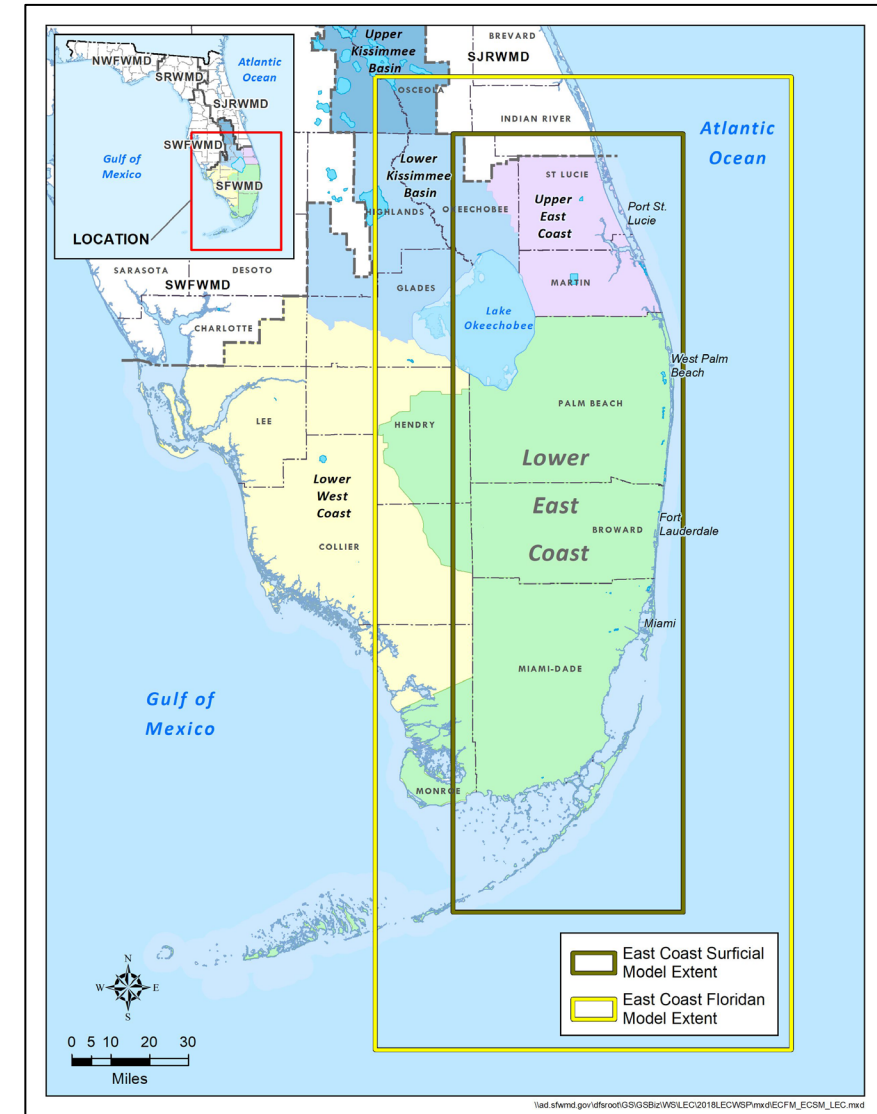 NWFWMD
SRWMD
Atlantic
Ocean
SJRWMD
SWFWMD
Gulf of
Mexico
SFWMD
LOCATION
Upper
Kissimmee
Basin
BREVARD
SJRWMD
OSCEOLA
INDIAN RIVER
Atlantic
Ocean
Lower
Kissimmee
Basin
ST LUCIE
HIGHLANDS
OKEECHOBEE
Upper
East
Coast
Port St.
Lucie
SARASOTA
DESOTO
SWFWMD
GLADES
MARTIN
CHARLOTTE
Lake
Okeechobee
West Palm
Beach
PALM BEACH
LEE
HENDRY
Lower
East
Coast
Lower
West
Coast
COLLIER
BROWARD
Fort
Lauderdale
Miami
MIAMI-DADE
Gulf of
Mexico
MONROE
N
W
E
S
0 5 10 20 30
Miles
East Coast Surficial
Model Extent
East Coast Floridan
Model Extent
\\ad.sfwmd.gov\dfsroot\GS\GSBiz\WS\LEC\2018LECWSP\mxd\ECFM_ECSM_LEC.mxd